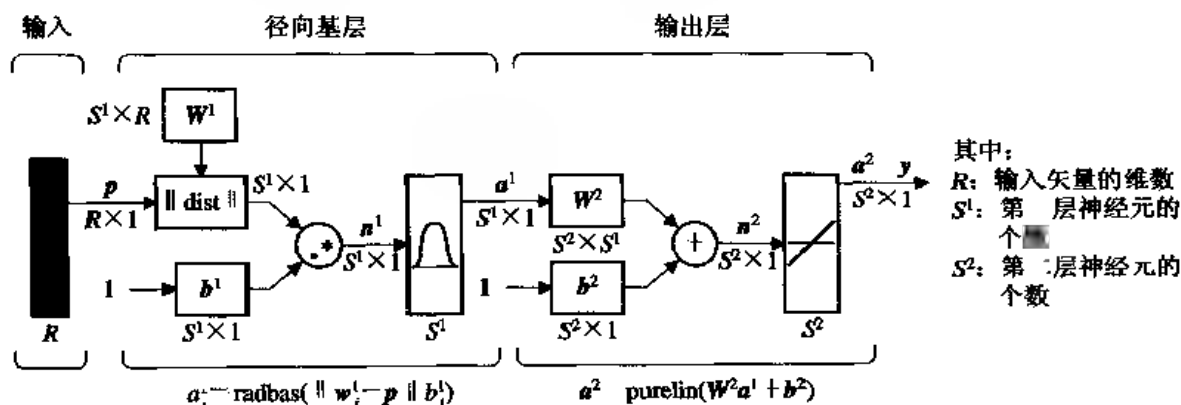 输入
径向基层
输出层
S¹×R
W¹
p
R×1
‖dist‖
S¹×1
.*
n¹
S¹×1
1
b¹
S¹×1
R
S¹
a¹
S¹×1
W²
S²×S¹
+
n²
S²×1
1
b²
S²×1
S²
a² y
S²×1
其中：
R：输入矢量的维数
S¹：第 层神经元的
个
S²：第二层神经元的
个数
radbas(‖w¹ᵢ−p‖b¹ᵢ)
a² purelin(W²a¹+b²)